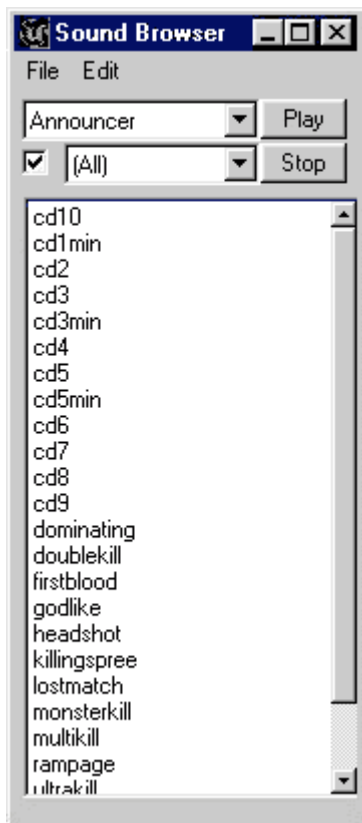 Sound Browser
File Edit
Announcer Play
(All) Stop
cd10
cd1min
cd2
cd3
cd3min
cd4
cd5
cd5min
cd6
cd7
cd8
cd9
dominating
doublekill
firstblood
godlike
headshot
killingspree
lostmatch
monsterkill
multikill
rampage
ultrakill